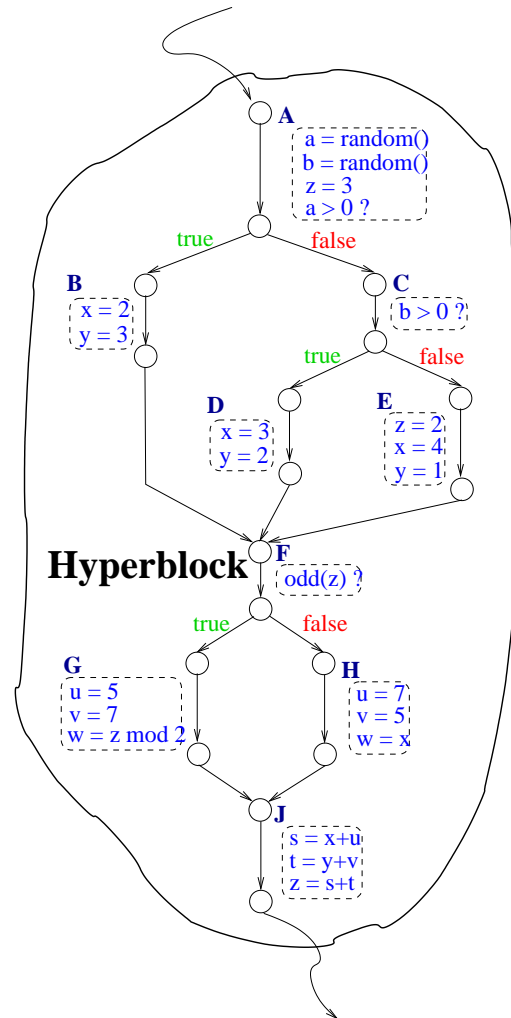 A
a = random()
b = random()
z = 3
a > 0 ?
true
false
B
x = 2
y = 3
C
b > 0 ?
true
false
D
x = 3
y = 2
E
z = 2
x = 4
y = 1
Hyperblock
F
odd(z) ?
true
false
G
u = 5
v = 7
w = z mod 2
H
u = 7
v = 5
w = x
J
s = x+u
t = y+v
z = s+t